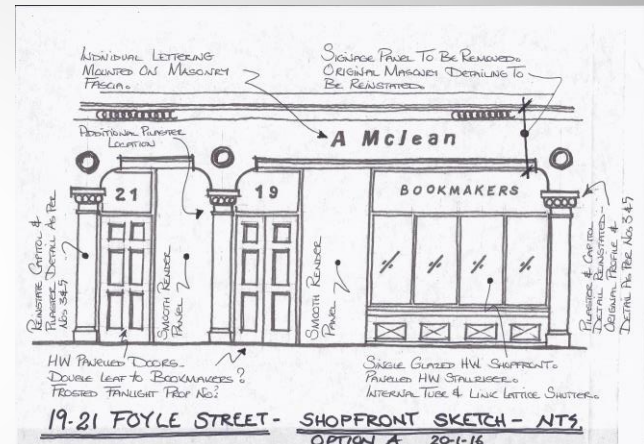 INDIVIDUAL LETTERING
MOUNTED ON MASONRY
FASCIA.
SIGNAGE PANEL TO BE REMOVED.
ORIGINAL MASONRY DETAILING TO
BE REINSTATED.
ADDITIONAL PILASTER
LOCATION
A Mclean
21
19
BOOKMAKERS
REINSTATE CAPITOL &
PILASTER DETAIL AS PER
NOS 3&5
SMOOTH RENDER
PANEL
SMOOTH RENDER
PANEL
PILASTER & CAPITOL
DETAIL REINSTATED -
ORIGINAL PROFILE &
DETAIL AS PER NOS 3&5
HW PANELLED DOORS.
DOUBLE LEAF TO BOOKMAKERS?
FROSTED FANLIGHT PROP NO!
SINGLE GLAZED HW SHOPFRONT.
PANELED HW STALLRISER.
INTERNAL TUBE & LINK LATTICE SHUTTER.
19-21 FOYLE STREET - SHOPFRONT SKETCH - NTS
OPTION A 20-1-16